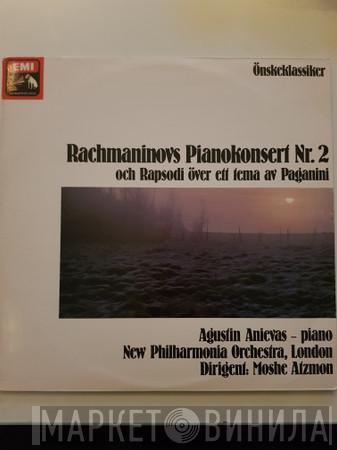 EMI
Önskeklassiker
Rachmaninovs Pianokonsert Nr. 2
och Rapsodi över ett tema av Paganini
Agustin Anievas – piano
New Philharmonia Orchestra, London
Dirigent: Moshe Atzmon
МАРКЕТ ВИНИЛА